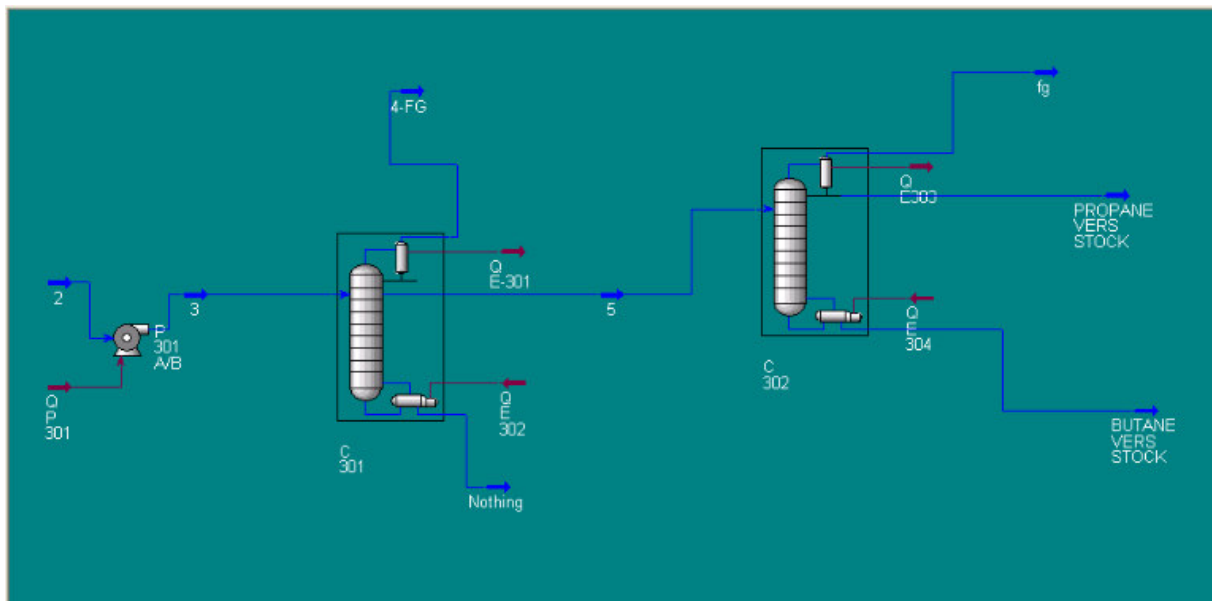 4-FG
fg
Q
E303
PROPANE
VERS
STOCK
2
3
P
301
A/B
Q
P
301
Q
E-301
5
Q
E
302
C
301
Nothing
Q
E
304
C
302
BUTANE
VERS
STOCK